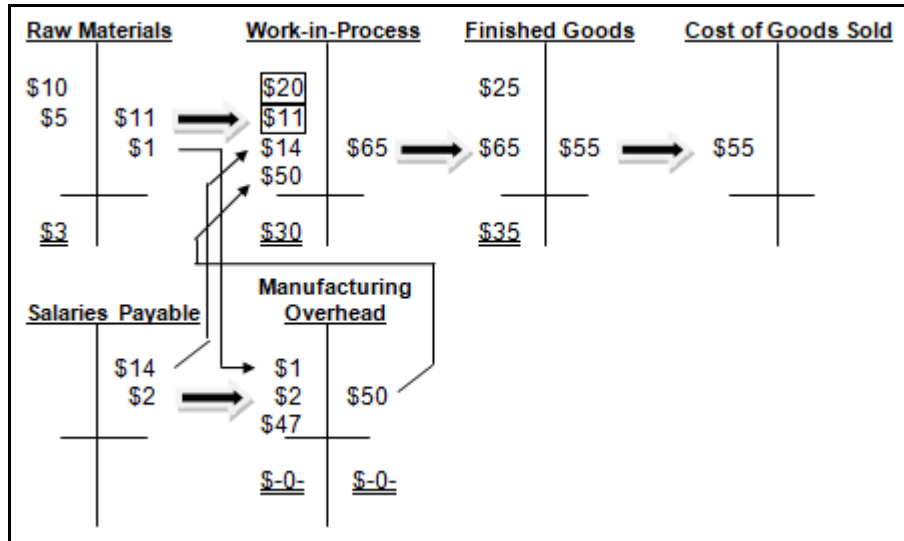 Raw Materials Work-in-Process Finished Goods Cost of Goods Sold
$10 $20 $25
$5 $11 $11
$1 $14 $65 $65 $55 $55
$50
$3 $30 $35
Manufacturing
Salaries Payable Overhead
$14 $1
$2 $2 $50
$47
$-0- $-0-